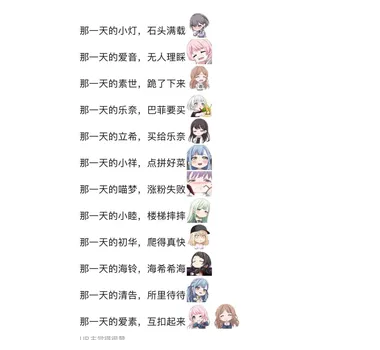 那一天的小灯，石头满载
那一天的爱音，无人理睬
那一天的素世，跪了下来
那一天的乐奈，巴菲要买
那一天的立希，买给乐奈
那一天的小祥，点拼好菜
那一天的喵梦，涨粉失败
那一天的小睦，楼梯摔摔
那一天的初华，爬得真快
那一天的海铃，海希希海
那一天的清告，所里待待
那一天的爱素，互扣起来